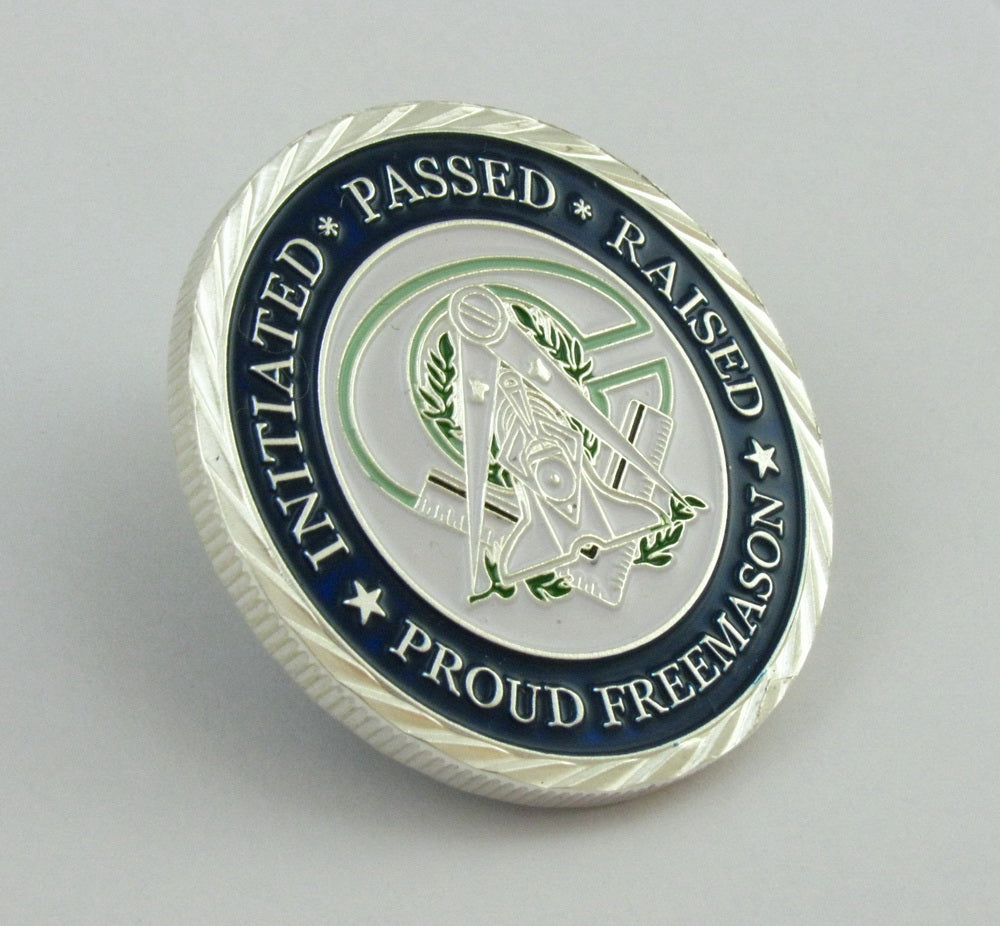 INITIATED * PASSED * RAISED
PROUD FREEMASON
G